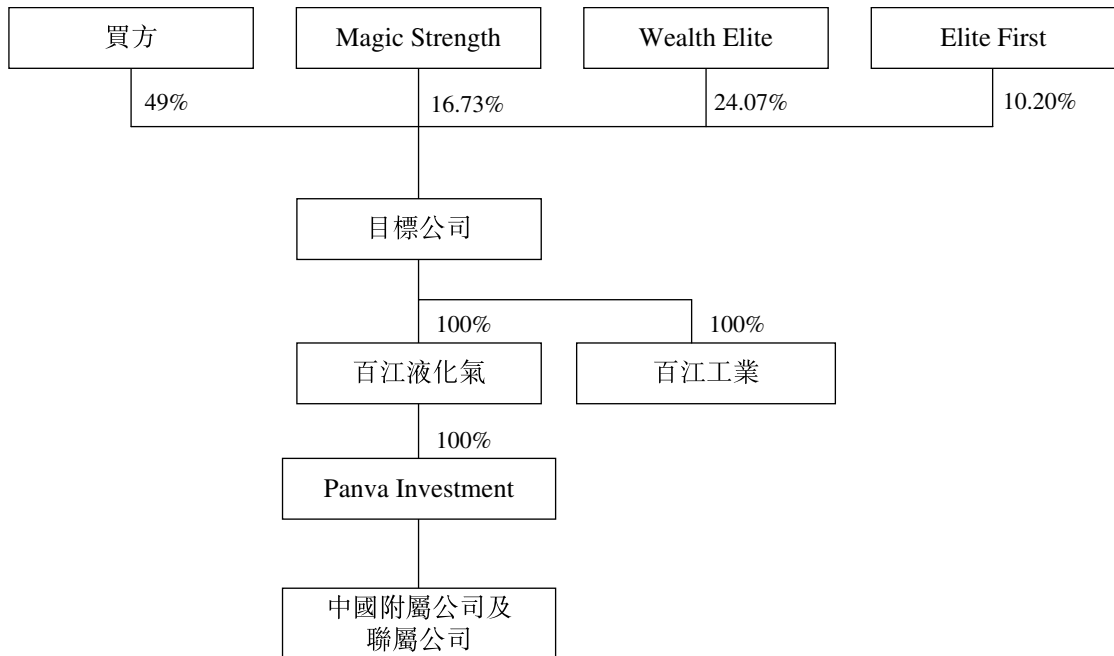 買方
Magic Strength
Wealth Elite
Elite First
49%
16.73%
24.07%
10.20%
目標公司
100%
100%
百江液化氣
百江工業
100%
Panva Investment
中國附屬公司及
聯屬公司